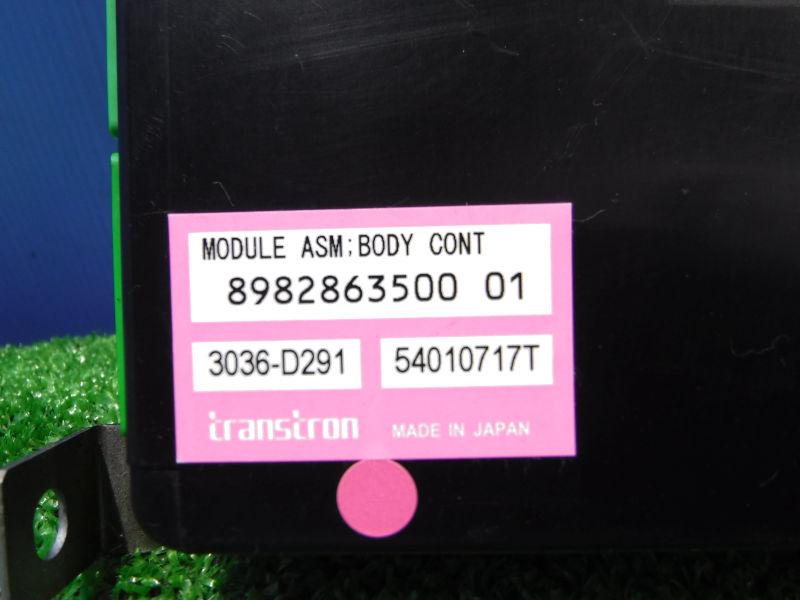 MODULE ASM;BODY CONT
8982863500 01
3036-D291 54010717T
transtron MADE IN JAPAN